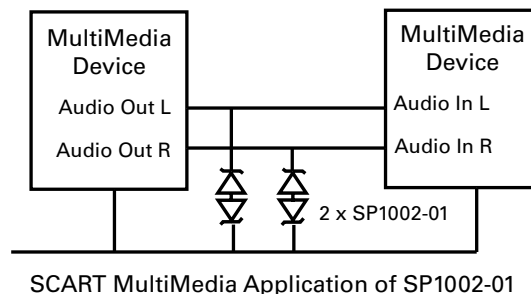 MultiMedia
Device
Audio Out L
Audio Out R
MultiMedia
Device
Audio In L
Audio In R
2 x SP1002-01
SCART MultiMedia Application of SP1002-01